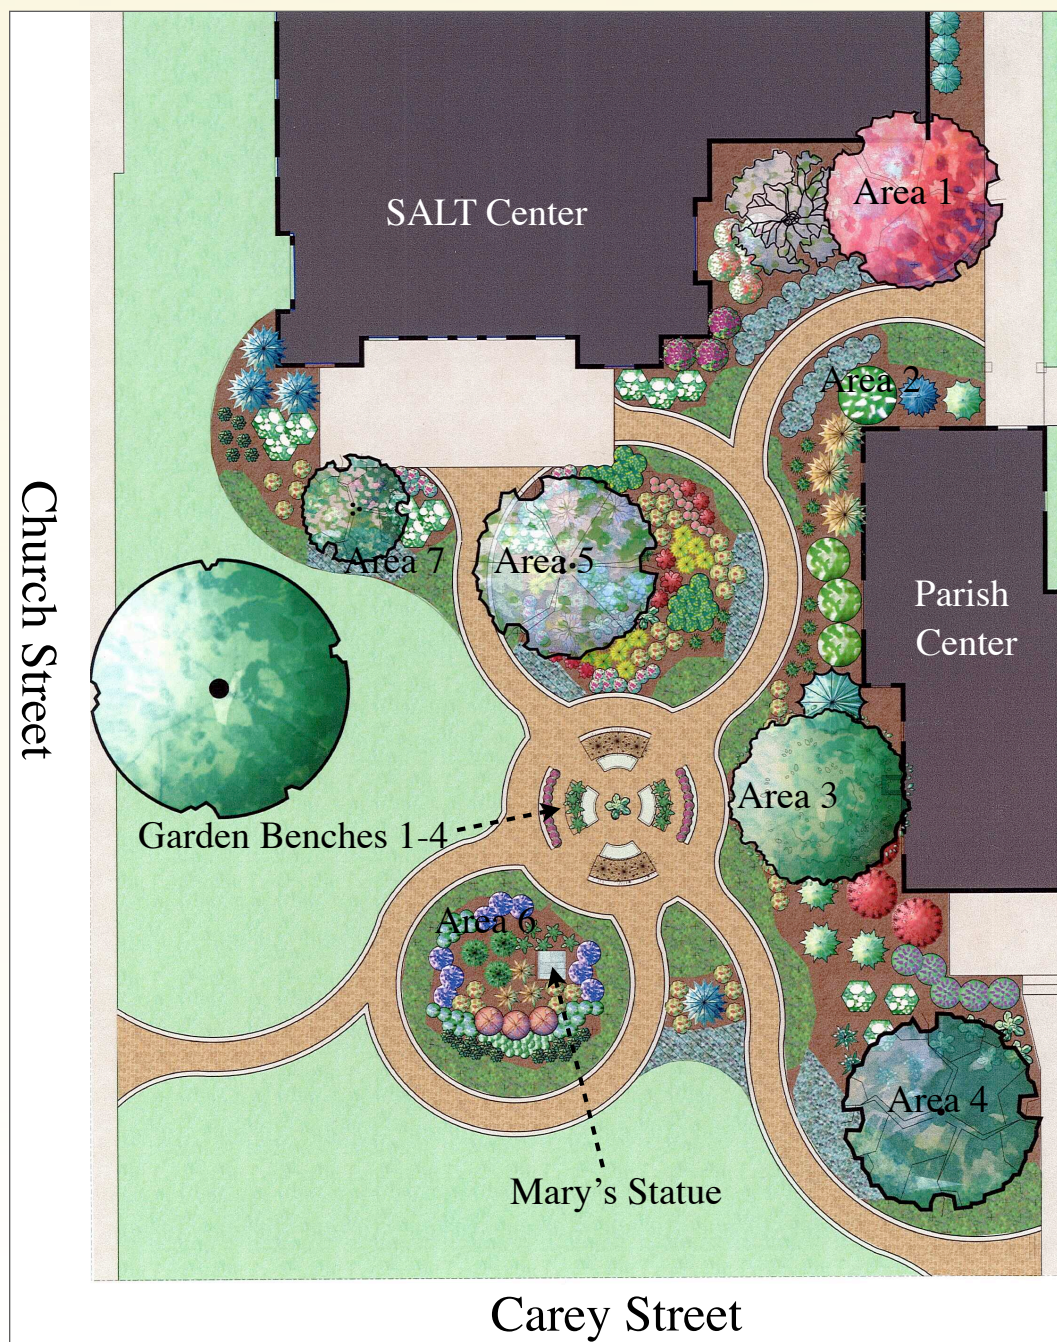 Area 1
SALT Center
Area 2
Church Street
Area 7
Area 5
Parish
Center
Area 3
Garden Benches 1-4
Area 6
Area 4
Mary’s Statue
Carey Street